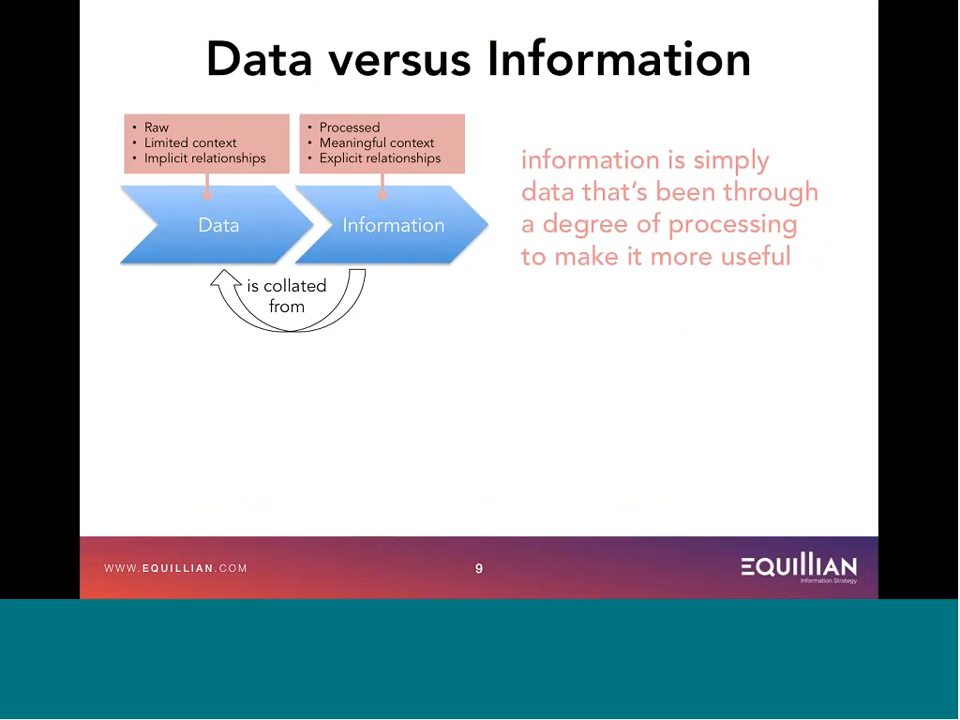 Data versus Information
• Raw
• Limited context
• Implicit relationships
• Processed
• Meaningful context
• Explicit relationships
Data
Information
is collated
from
information is simply
data that’s been through
a degree of processing
to make it more useful
WWW.EQUILLIAN.COM
9
EQUILLIAN
Information Strategy